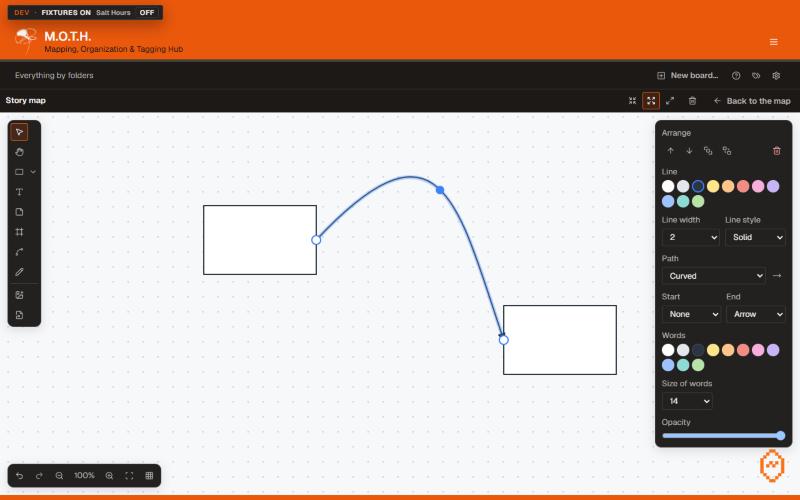 DEV · FIXTURES ON Salt Hours OFF
M.O.T.H.
Mapping, Organization & Tagging Hub
Everything by folders
New board...
Story map
Back to the map
Arrange
Line
Line width
Line style
2
Solid
Path
Curved
Start
End
None
Arrow
Words
Size of words
14
Opacity
100%